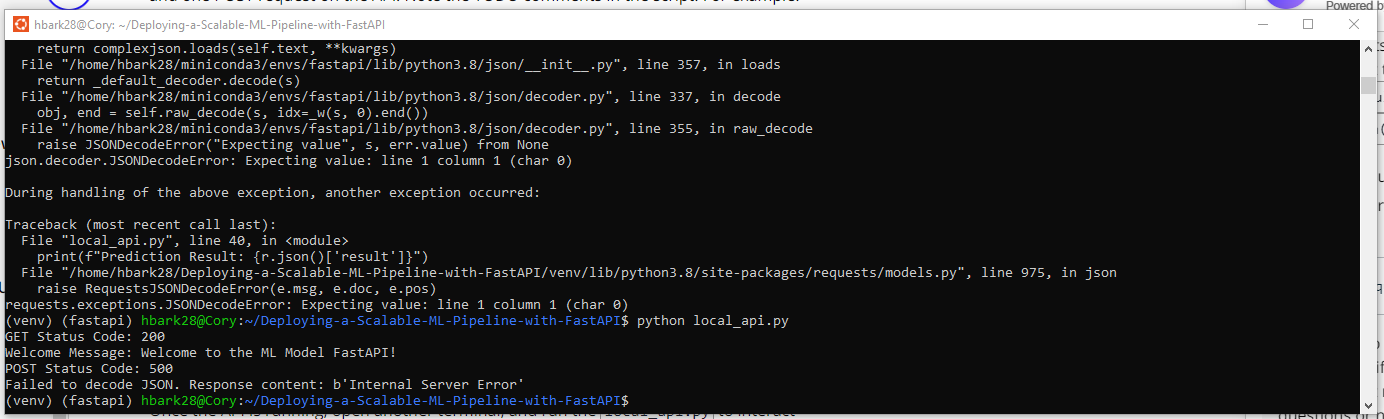 Powered b
hbark28@Cory: ~/Deploying-a-Scalable-ML-Pipeline-with-FastAPI
return complexjson.loads(self.text, **kwargs)
File "/home/hbark28/miniconda3/envs/fastapi/lib/python3.8/json/__init__.py", line 357, in loads
return _default_decoder.decode(s)
File "/home/hbark28/miniconda3/envs/fastapi/lib/python3.8/json/decoder.py", line 337, in decode
obj, end = self.raw_decode(s, idx=_w(s, 0).end())
File "/home/hbark28/miniconda3/envs/fastapi/lib/python3.8/json/decoder.py", line 355, in raw_decode
raise JSONDecodeError("Expecting value", s, err.value) from None
json.decoder.JSONDecodeError: Expecting value: line 1 column 1 (char 0)
During handling of the above exception, another exception occurred:
Traceback (most recent call last):
File "local_api.py", line 40, in <module>
print(f"Prediction Result: {r.json()['result']}")
File "/home/hbark28/Deploying-a-Scalable-ML-Pipeline-with-FastAPI/venv/lib/python3.8/site-packages/requests/models.py", line 975, in json
raise RequestsJSONDecodeError(e.msg, e.doc, e.pos)
requests.exceptions.JSONDecodeError: Expecting value: line 1 column 1 (char 0)
(venv) (fastapi) hbark28@Cory:~/Deploying-a-Scalable-ML-Pipeline-with-FastAPI$ python local_api.py
GET Status Code: 200
Welcome Message: Welcome to the ML Model FastAPI!
POST Status Code: 500
Failed to decode JSON. Response content: b'Internal Server Error'
(venv) (fastapi) hbark28@Cory:~/Deploying-a-Scalable-ML-Pipeline-with-FastAPI$